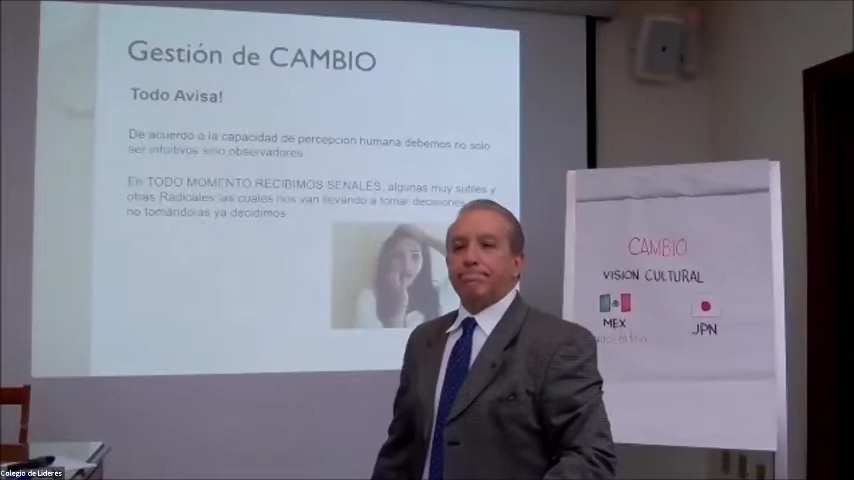 Gestión de CAMBIO
Todo Avisa!
De acuerdo a la capacidad de percepcion humana debemos no solo
ser intuitivos sino observadores
En TODO MOMENTO RECIBIMOS SEÑALES, algunas muy sutiles y
otras Radicales las cuales nos van llevando a tomar decisiones
no tomandolas ya decidimos
CAMBIO
VISION CULTURAL
MEX
JPN
Colegio de Lideres